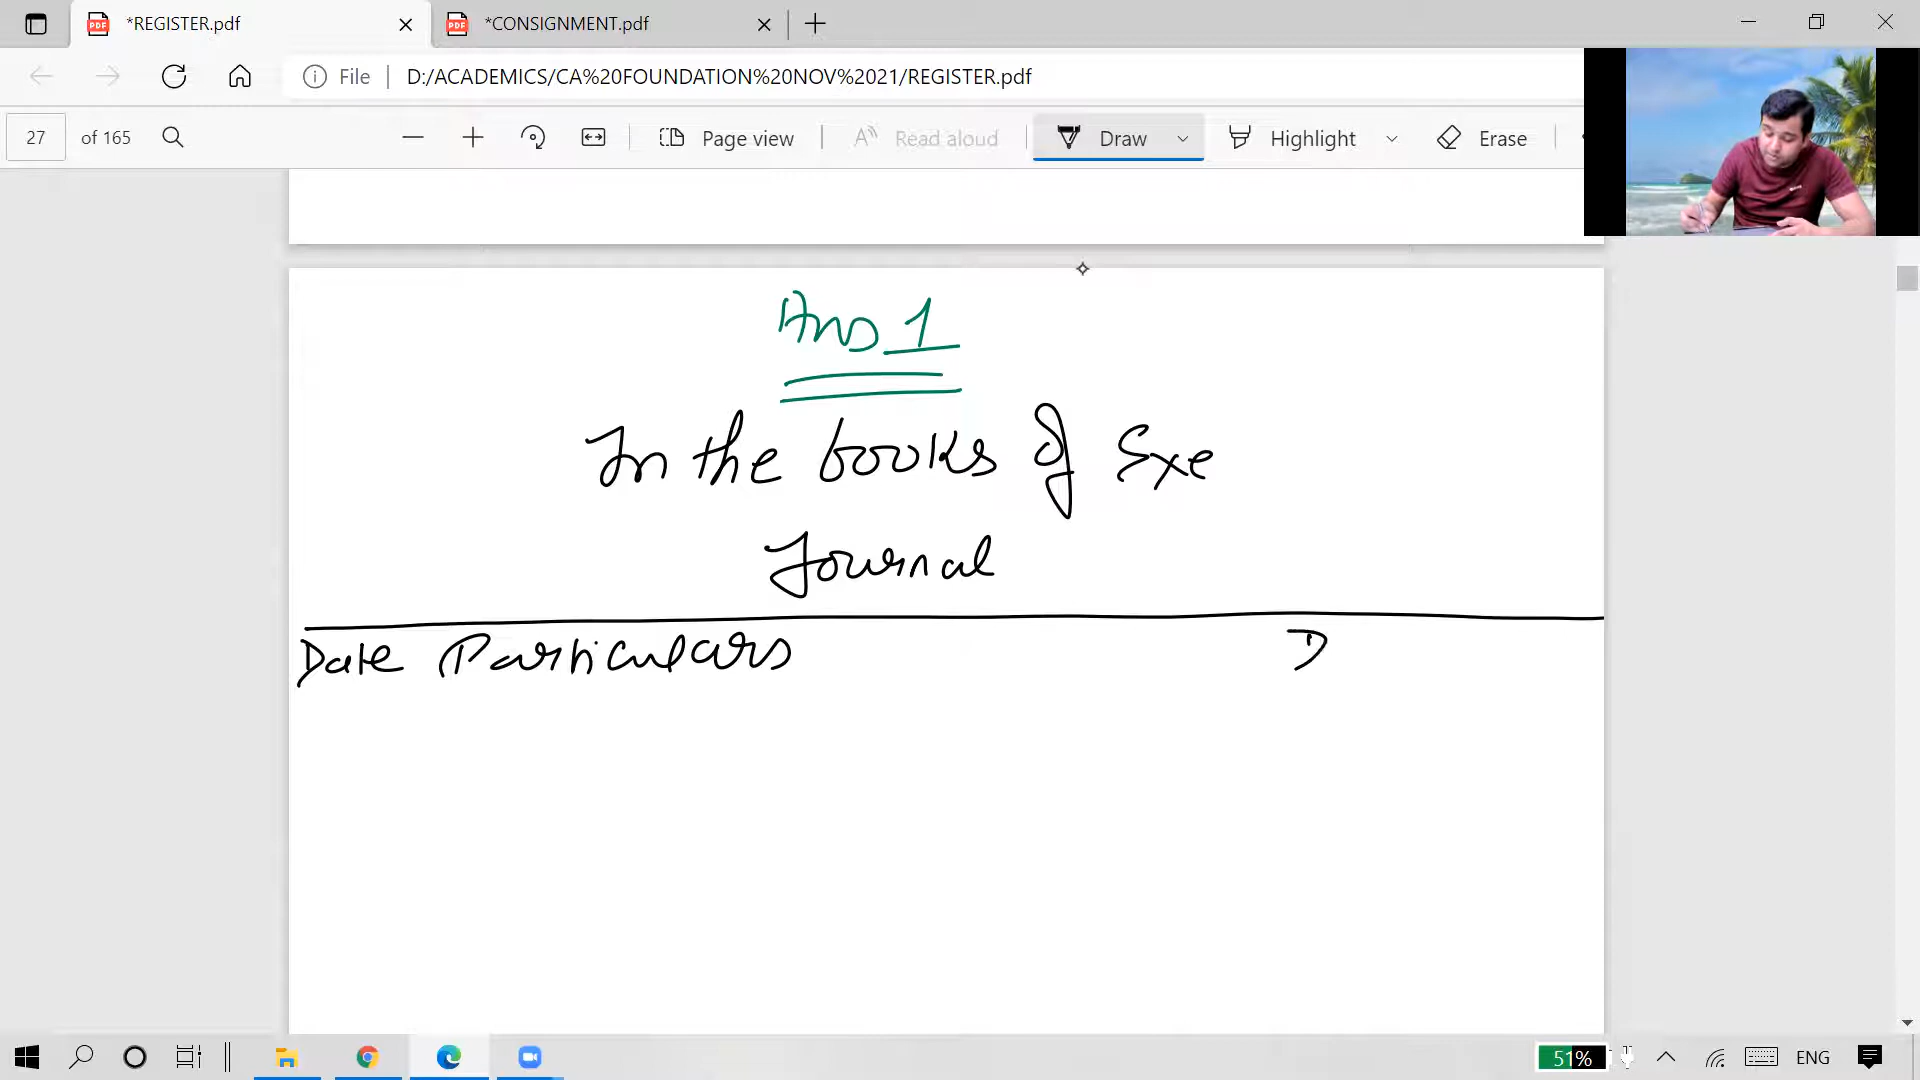 *REGISTER.pdf
*CONSIGNMENT.pdf
File
D:/ACADEMICS/CA%20FOUNDATION%20NOV%2021/REGISTER.pdf
27 of 165
Page view
Read aloud
Draw
Highlight
Erase
Ans 1
In the books of Exe
Journal
Date Particulars D
51%
ENG